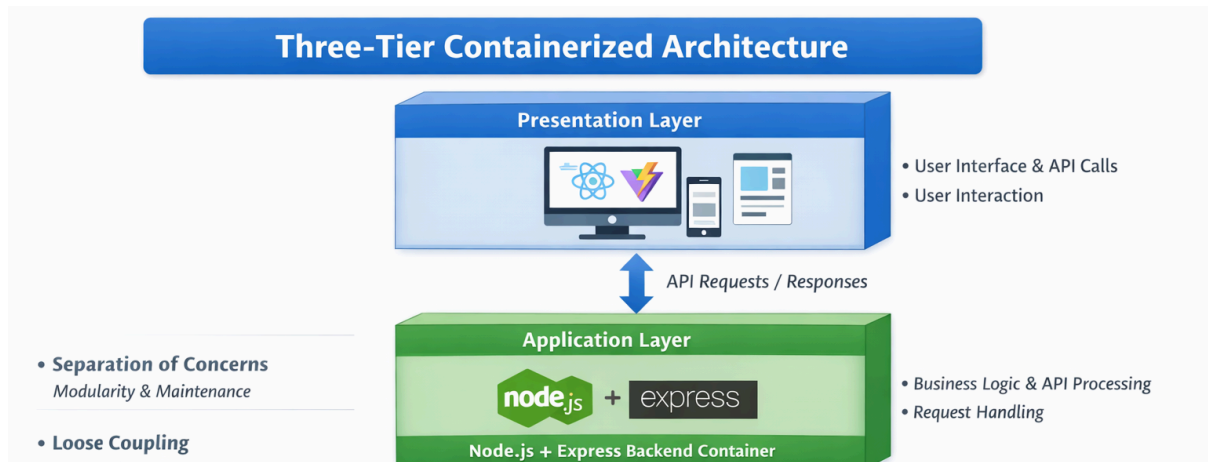 Three-Tier Containerized Architecture
Presentation Layer
• User Interface & API Calls
• User Interaction
API Requests / Responses
Application Layer
• Separation of Concerns
Modularity & Maintenance
• Loose Coupling
node.js + express
• Business Logic & API Processing
• Request Handling
Node.js + Express Backend Container